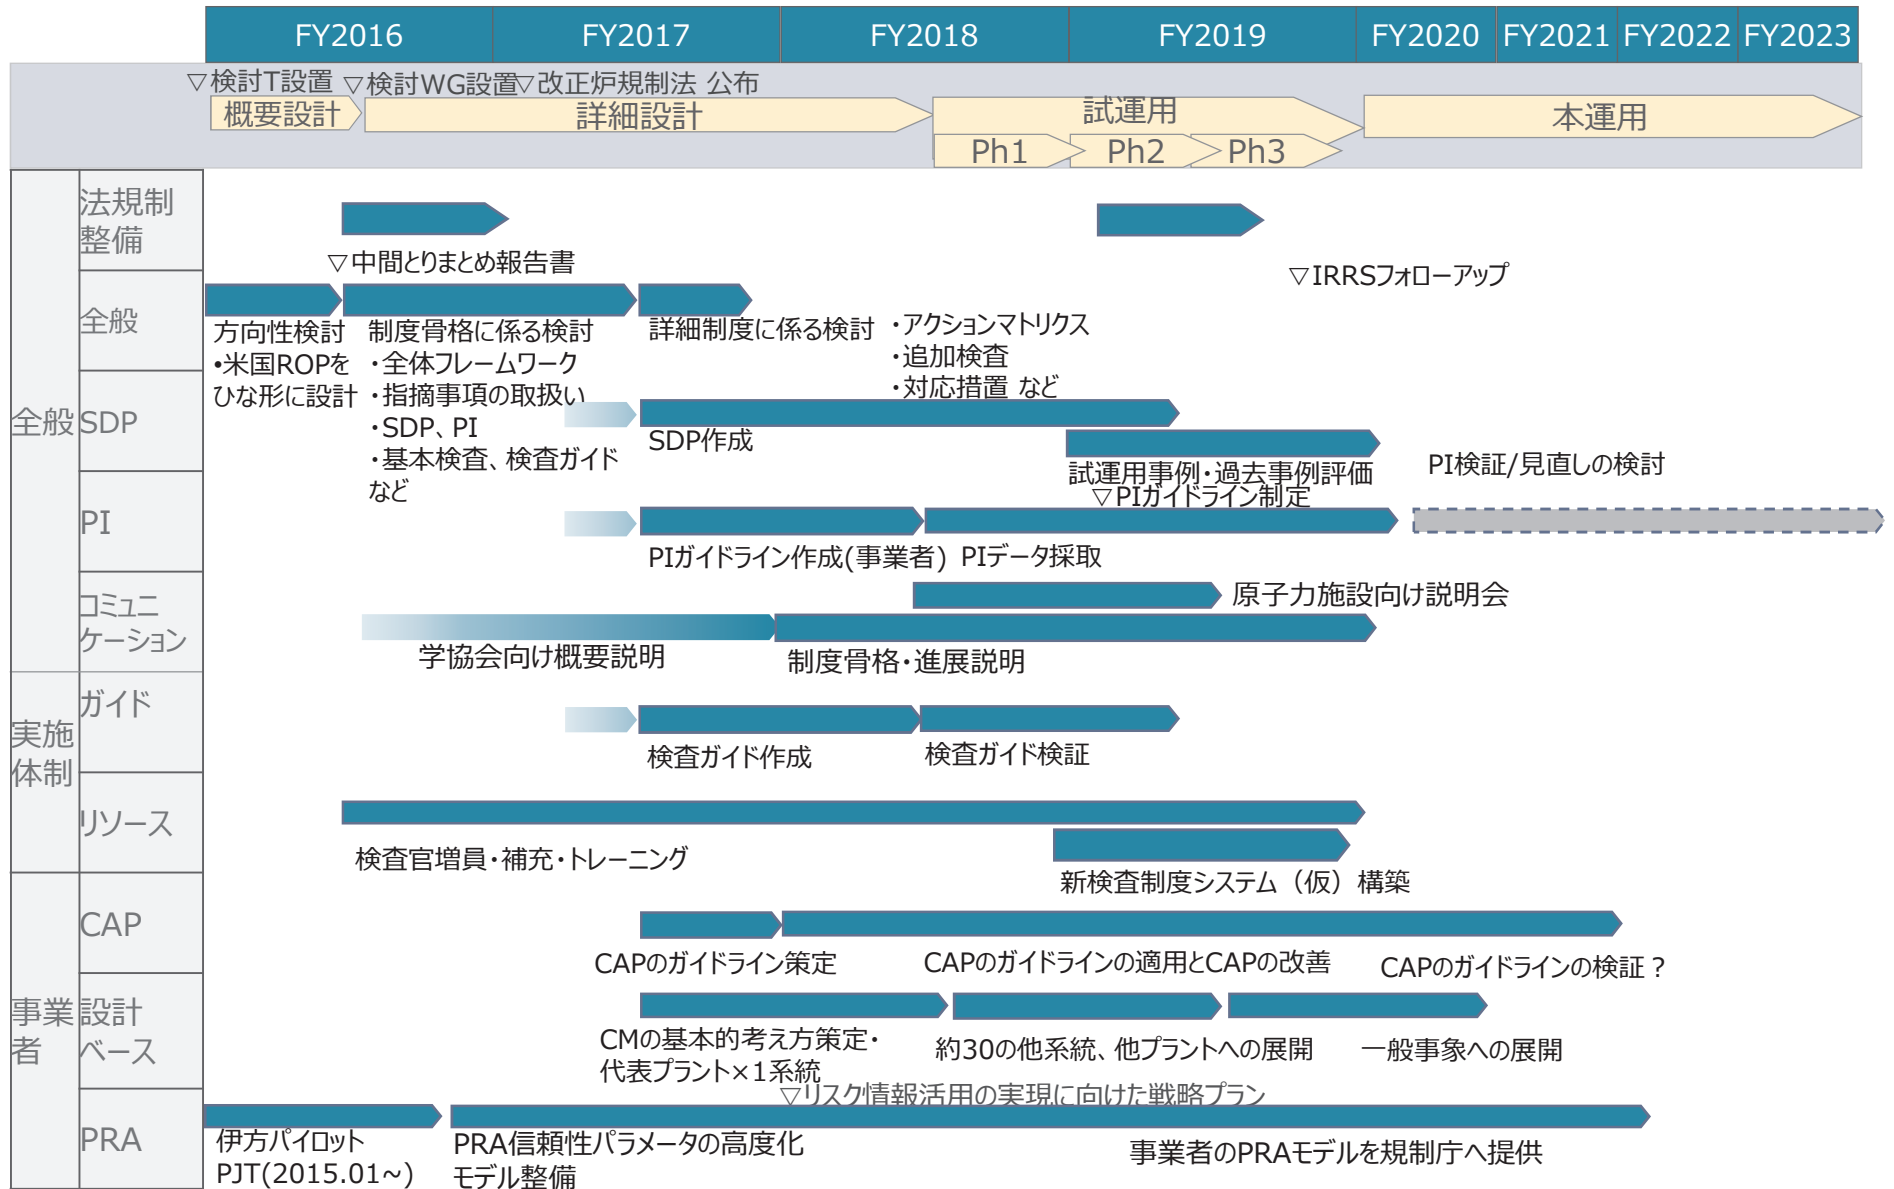 FY2016 FY2017 FY2018 FY2019 FY2020 FY2021 FY2022 FY2023
▽検討T設置 ▽検討WG設置▽改正炉規制法 公布
概要設計 詳細設計 試運用 本運用
Ph1 Ph2 Ph3
全般
法規制
整備
▽中間とりまとめ報告書
▽IRRSフォローアップ
全般
方向性検討
•米国ROPを
ひな形に設計
制度骨格に係る検討
・全体フレームワーク
・指摘事項の取扱い
・SDP、PI
・基本検査、検査ガイド
など
詳細制度に係る検討
・アクションマトリクス
・追加検査
・対応措置 など
SDP
SDP作成
試運用事例・過去事例評価
PI
▽PIガイドライン制定
PI検証/見直しの検討
PIガイドライン作成(事業者) PIデータ採取
コミュニ
ケーション
原子力施設向け説明会
学協会向け概要説明
制度骨格・進展説明
実施
体制
ガイド
検査ガイド作成
検査ガイド検証
リソース
検査官増員・補充・トレーニング
新検査制度システム（仮）構築
事業
者
CAP
CAPのガイドライン策定
CAPのガイドラインの適用とCAPの改善
CAPのガイドラインの検証？
設計
ベース
CMの基本的考え方策定・
代表プラント×1系統
約30の他系統、他プラントへの展開
一般事象への展開
PRA
▽リスク情報活用の実現に向けた戦略プラン
伊方パイロット
PJT(2015.01~)
PRA信頼性パラメータの高度化
モデル整備
事業者のPRAモデルを規制庁へ提供